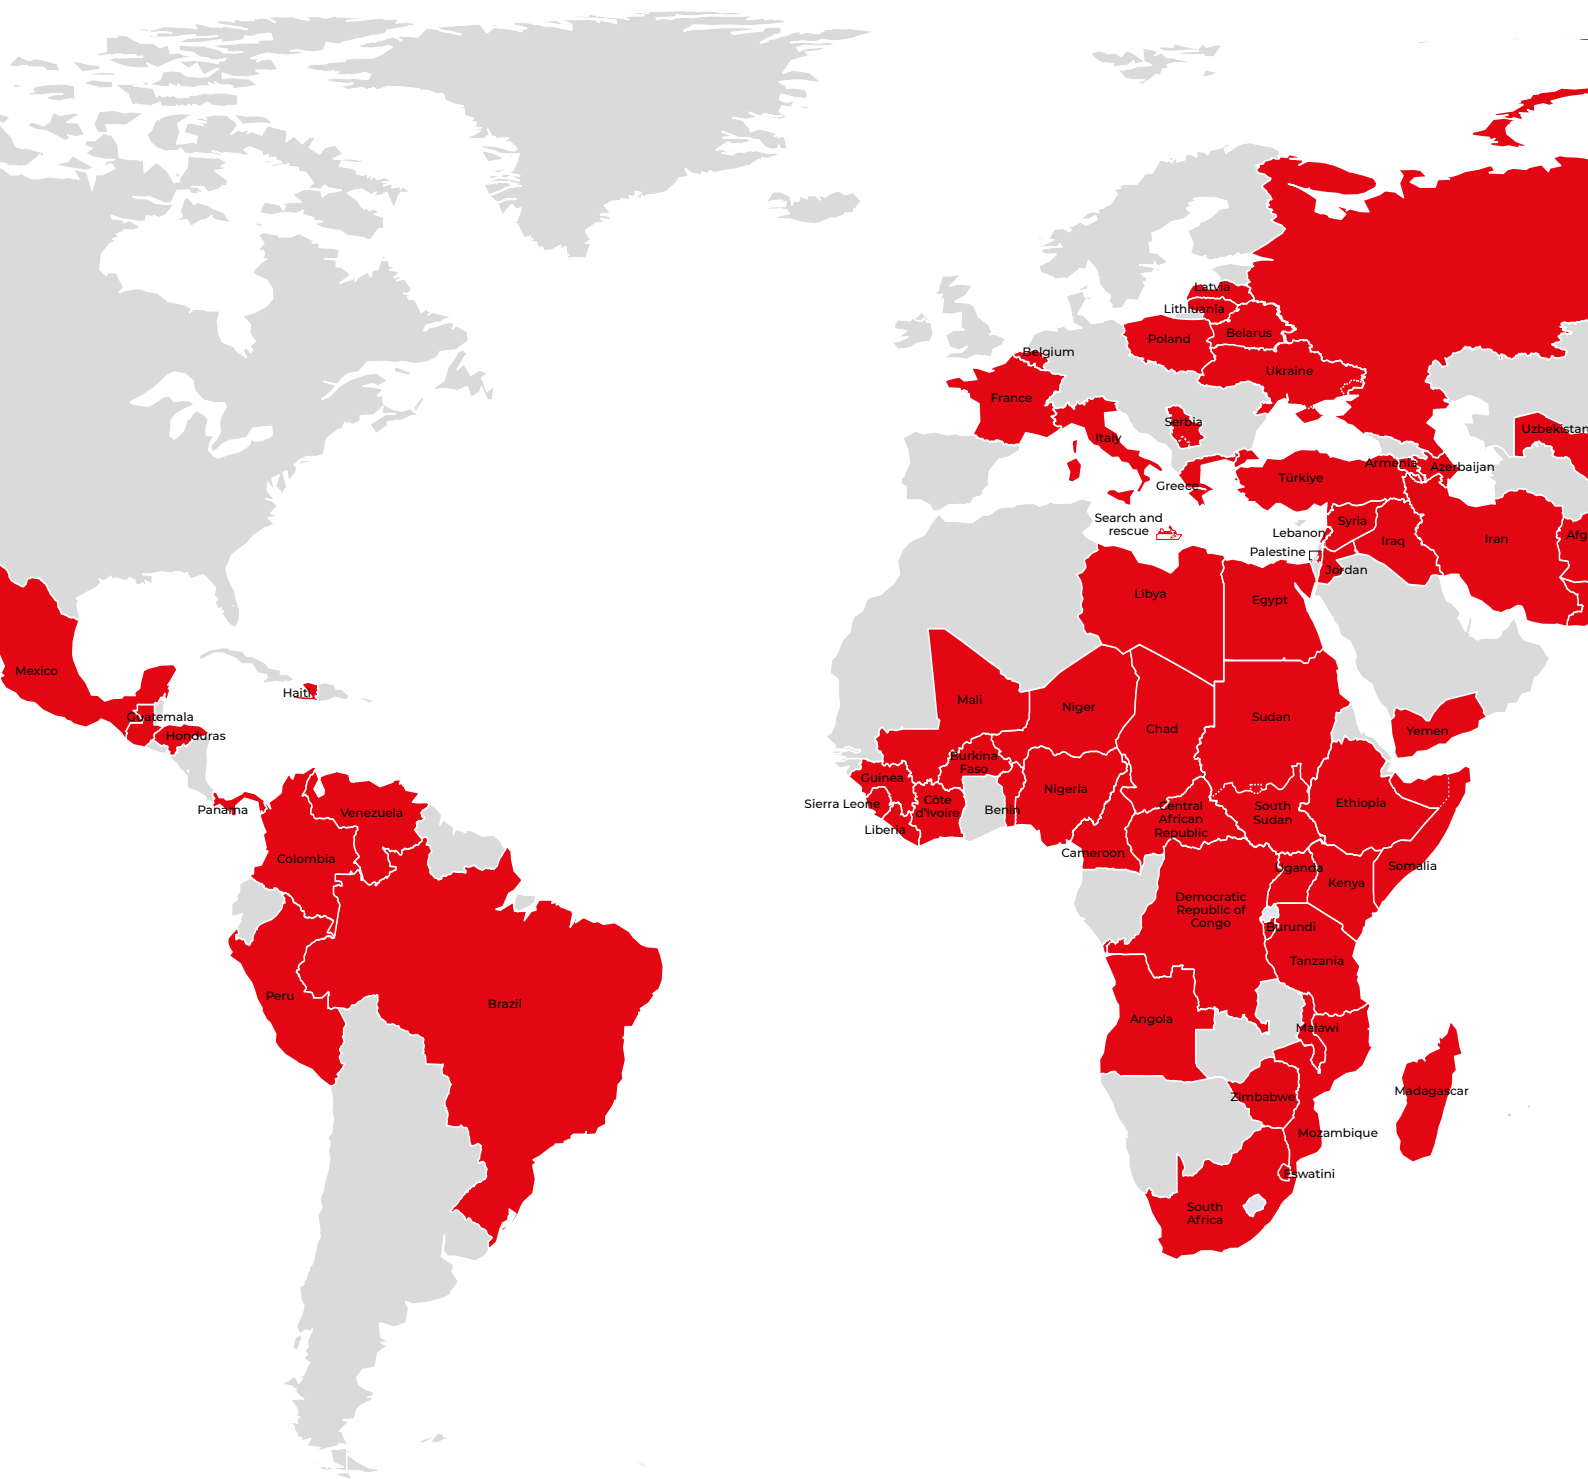 Latvia
Lithuania
Belarus
Poland
Belgium
Ukraine
France
Serbia
Uzbekistan
Italy
Armenia
Azerbaijan
Türkiye
Greece
Search and
rescue
Syria
Lebanon
Iraq
Iran
Afg
Palestine
Jordan
Libya
Egypt
Mexico
Haiti
Mali
Niger
Guatemala
Sudan
Chad
Yemen
Honduras
Burkina
Faso
Guinea
Nigeria
Sierra Leone
Côte
d'Ivoire
Benin
Central
African
Republic
South
Sudan
Ethiopia
Panama
Venezuela
Liberia
Cameroon
Colombia
Uganda
Kenya
Somalia
Democratic
Republic of
Congo
Burundi
Tanzania
Peru
Brazil
Angola
Malawi
Madagascar
Zimbabwe
Mozambique
Eswatini
South
Africa